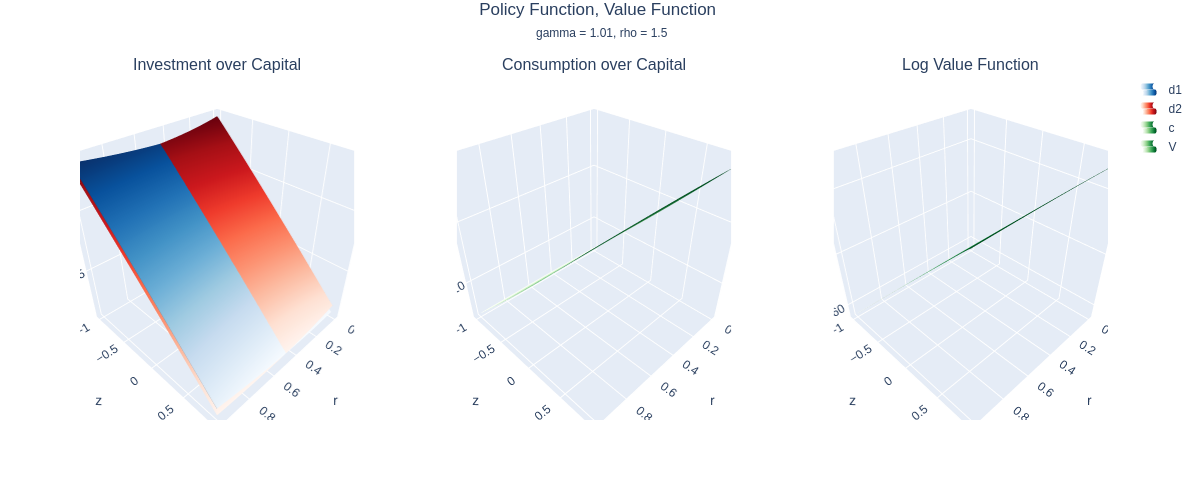 Policy Function, Value Function
gamma = 1.01, rho = 1.5
Investment over Capital
Consumption over Capital
Log Value Function
d1
d2
c
V
−1
−0.5
0
0.5
z
0
0.2
0.4
0.6
0.8
r
−1
−0.5
0
0.5
z
0
0.2
0.4
0.6
0.8
r
−1
−0.5
0
0.5
z
0
0.2
0.4
0.6
0.8
r